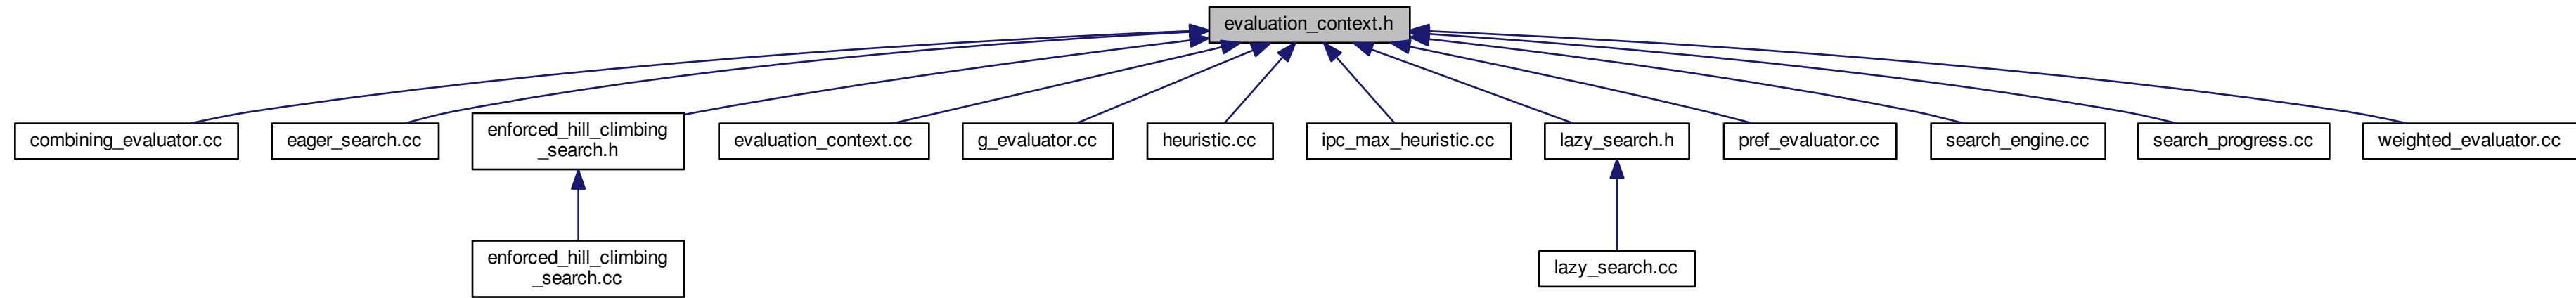 evaluation_context.h
combining_evaluator.cc
eager_search.cc
enforced_hill_climbing
_search.h
evaluation_context.cc
g_evaluator.cc
heuristic.cc
ipc_max_heuristic.cc
lazy_search.h
pref_evaluator.cc
search_engine.cc
search_progress.cc
weighted_evaluator.cc
enforced_hill_climbing
_search.cc
lazy_search.cc